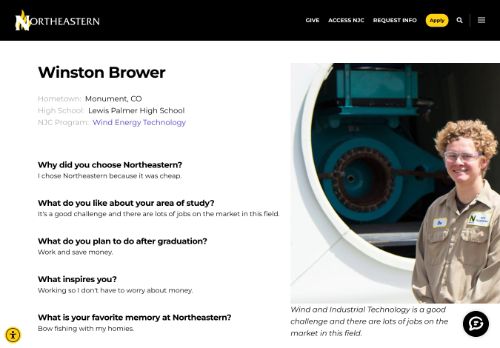 NORTHEASTERN
GIVE ACCESS NJC REQUEST INFO Apply
Winston Brower
Hometown: Monument, CO
High School: Lewis Palmer High School
NJC Program: Wind Energy Technology
Why did you choose Northeastern?
I chose Northeastern because it was cheap.
What do you like about your area of study?
It's a good challenge and there are lots of jobs on the market in this field.
What do you plan to do after graduation?
Work and save money.
What inspires you?
Working so I don't have to worry about money.
What is your favorite memory at Northeastern?
Bow fishing with my homies.
Wind and Industrial Technology is a good
challenge and there are lots of jobs on the
market in this field.